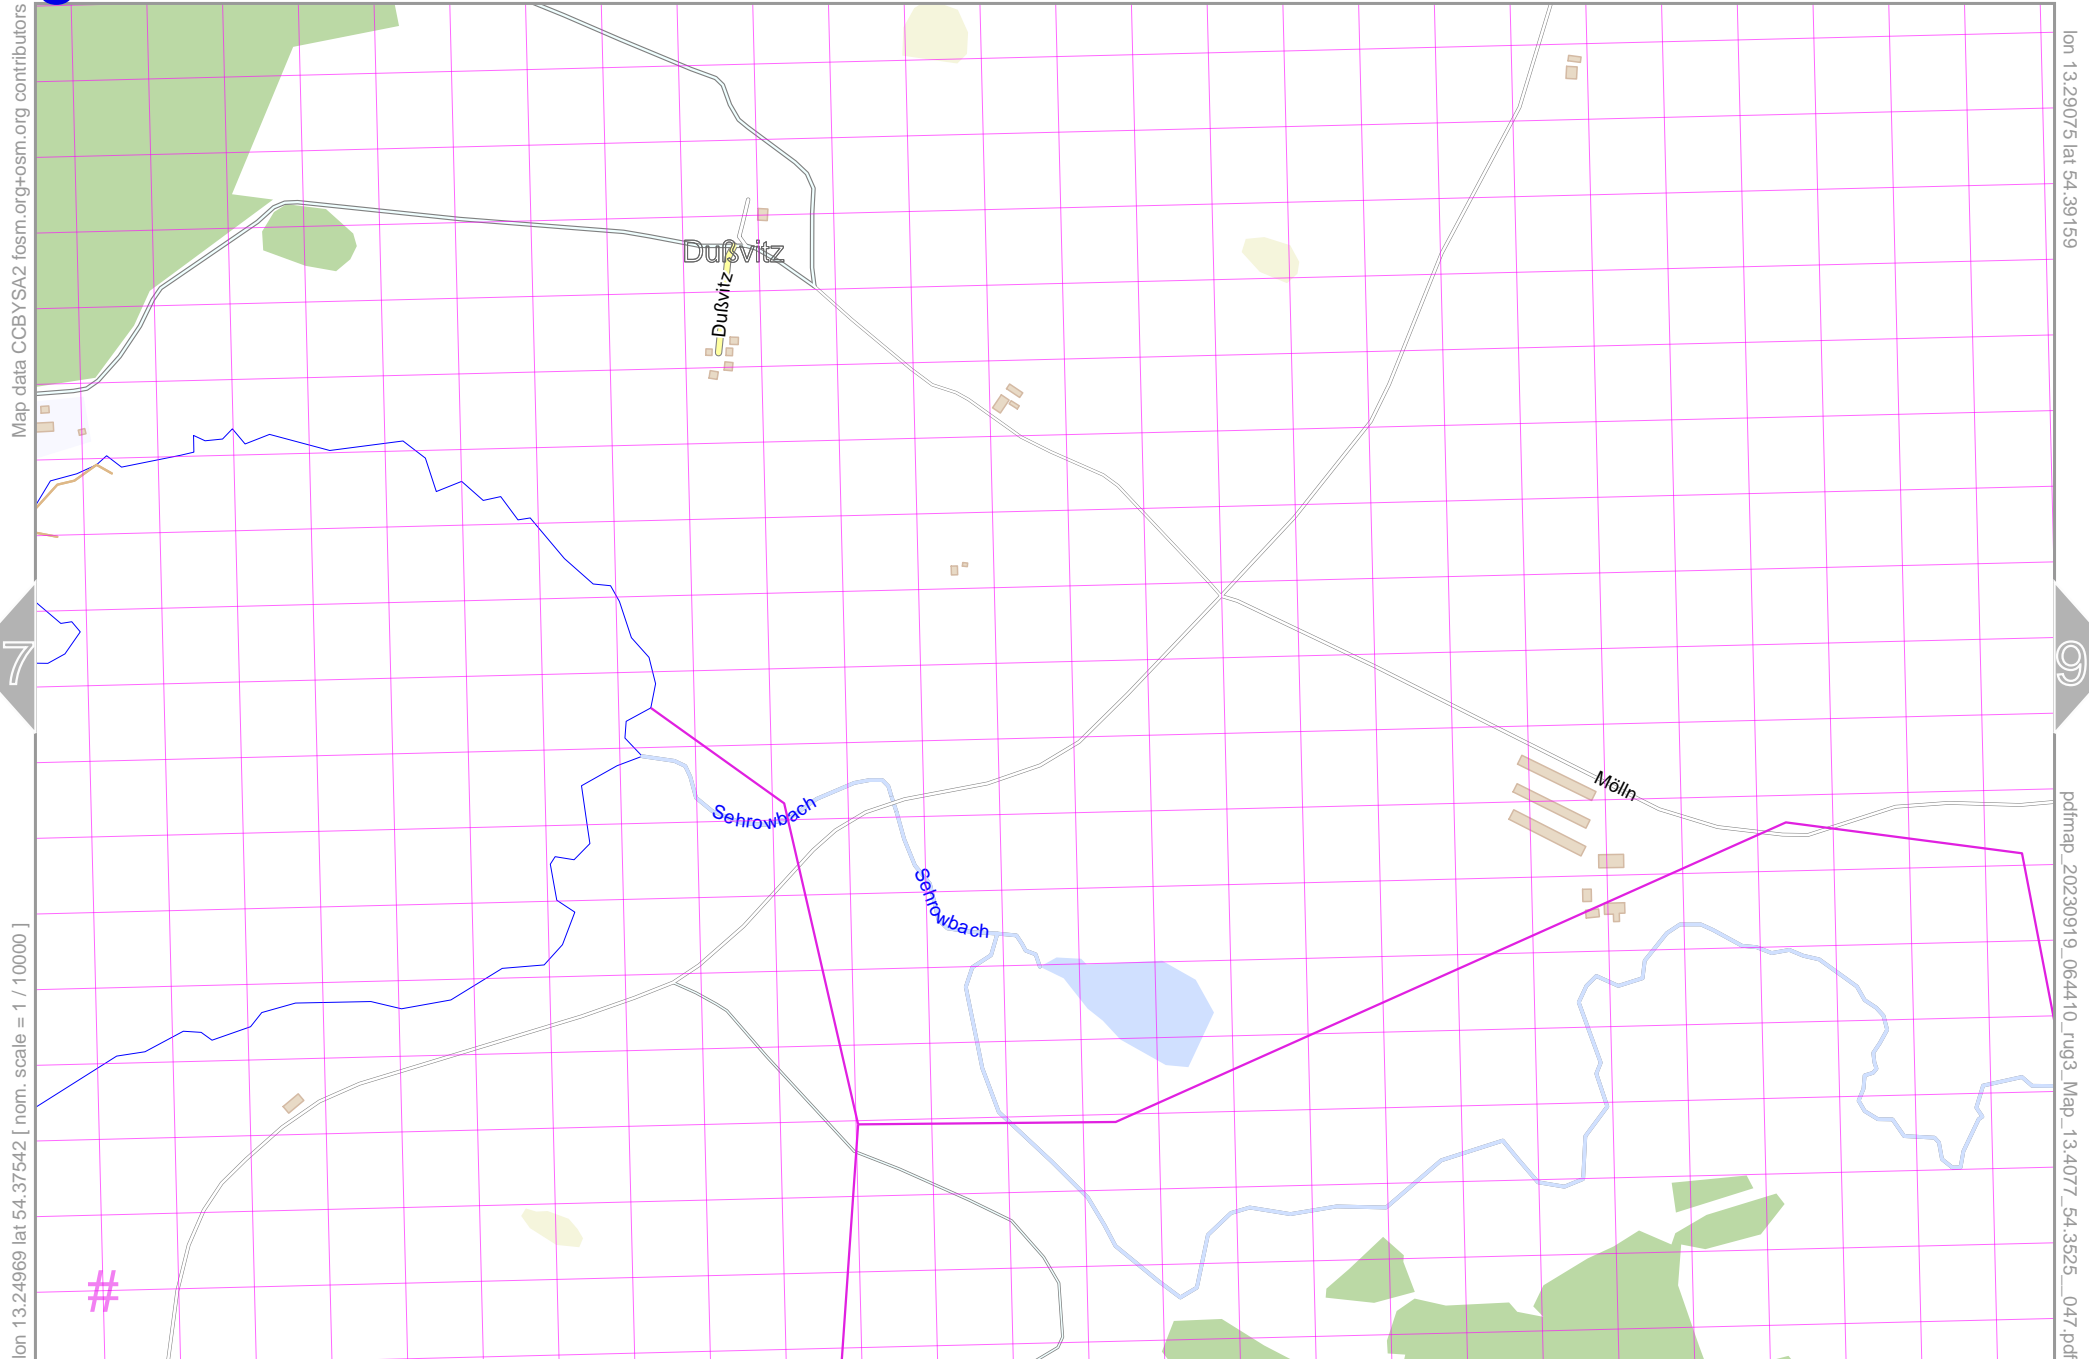 Map data CCBYSA2 fosm.org+osm.org contributors
lon 13.29075 lat 54.39159
Dußvitz
Dußvitz
7
9
Mölln
Sehrowbach
Sehrowbach
lon 13.24969 lat 54.37542 [ nom. scale = 1 / 10000 ]
pdfmap_20230919_064410_rug3_Map_13.4077_54.3525__047.pdf
#